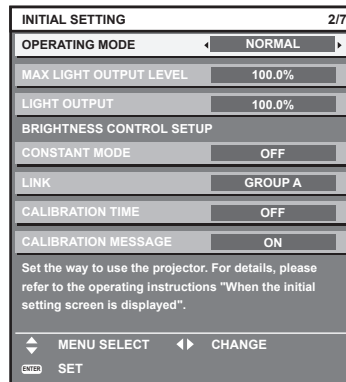 INITIAL SETTING 2/7
OPERATING MODE NORMAL
MAX LIGHT OUTPUT LEVEL 100.0%
LIGHT OUTPUT 100.0%
BRIGHTNESS CONTROL SETUP
CONSTANT MODE OFF
LINK GROUP A
CALIBRATION TIME OFF
CALIBRATION MESSAGE ON
Set the way to use the projector. For details, please
refer to the operating instructions "When the initial
setting screen is displayed".
MENU SELECT CHANGE
ENTER SET